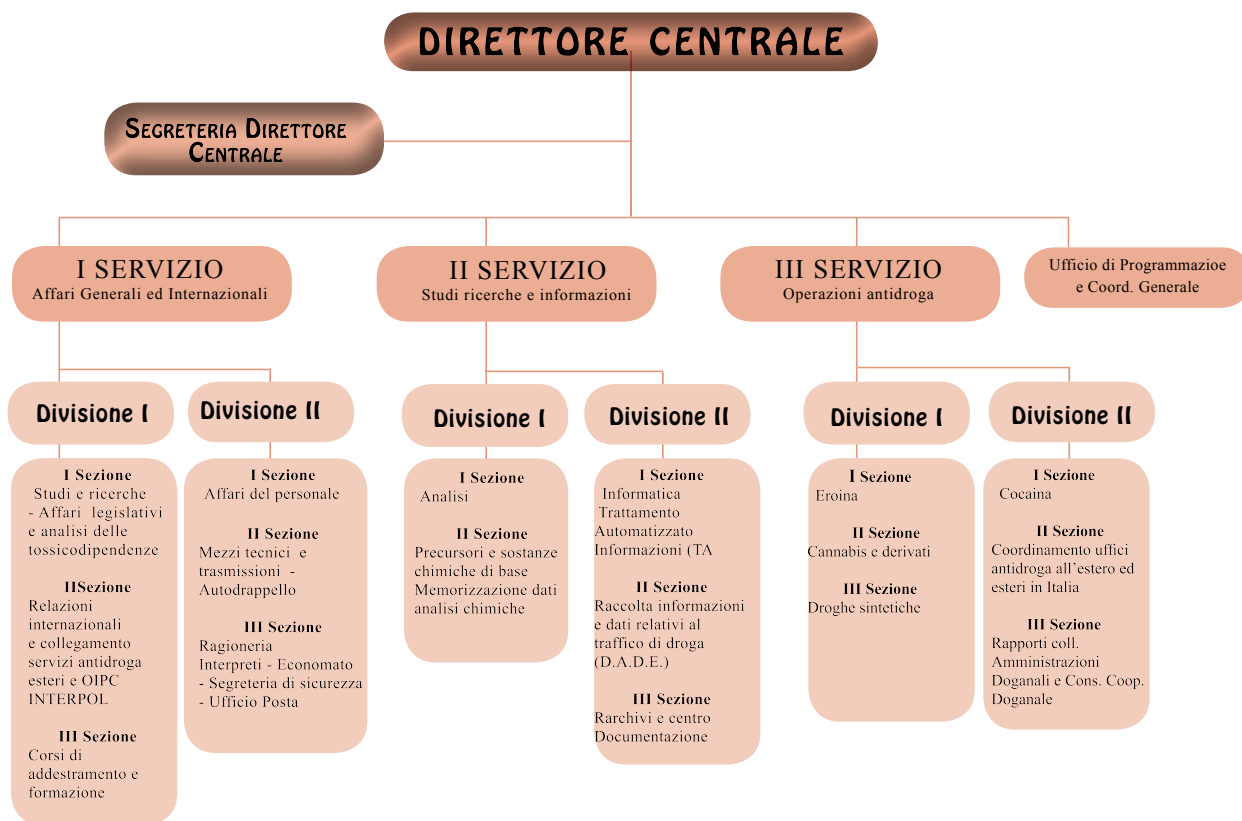 DIRETTORE CENTRALE
SEGRETERIA DIRETTORE
CENTRALE
I SERVIZIO
Affari Generali ed Internazionali
II SERVIZIO
Studi ricerche e informazioni
III SERVIZIO
Operazioni antidroga
Ufficio di Programmazioe
e Coord. Generale
Divisione I
I Sezione
Studi e ricerche
- Affari legislativi
e analisi delle
tossicodipendenze
IISezione
Relazioni
internazionali
e collegamento
servizi antidroga
esteri e OIPC
INTERPOL
III Sezione
Corsi di
addestramento e
formazione
Divisione II
I Sezione
Affari del personale
II Sezione
Mezzi tecnici e
trasmissioni -
Autodrappello
III Sezione
Ragioneria
Interpreti - Economato
- Segreteria di sicurezza
- Ufficio Posta
Divisione I
I Sezione
Analisi
II Sezione
Precursori e sostanze
chimiche di base
Memorizzazione dati
analisi chimiche
Divisione II
I Sezione
Informatica
Trattamento
Automatizzato
Informazioni (TA
II Sezione
Raccolta informazioni
e dati relativi al
traffico di droga
(D.A.D.E.)
III Sezione
Rarchivi e centro
Documentazione
Divisione I
I Sezione
Eroina
II Sezione
Cannabis e derivati
III Sezione
Droghe sintetiche
Divisione II
I Sezione
Cocaina
II Sezione
Coordinamento uffici
antidroga all'estero ed
esteri in Italia
III Sezione
Rapporti coll.
Amministrazioni
Doganali e Cons. Coop.
Doganale